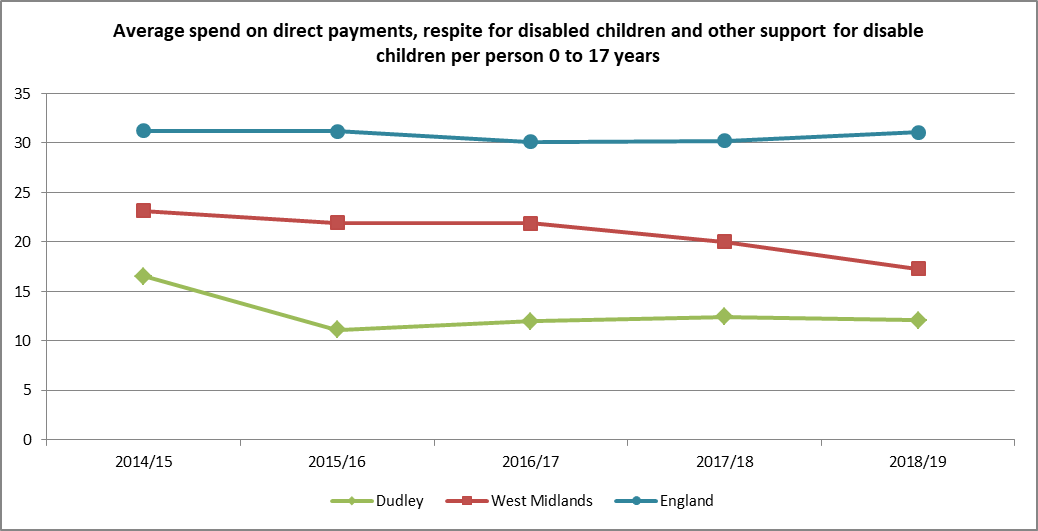 Average spend on direct payments, respite for disabled children and other support for disable
children per person 0 to 17 years
35
30
25
20
15
10
5
0
2014/15 2015/16 2016/17 2017/18 2018/19
Dudley West Midlands England